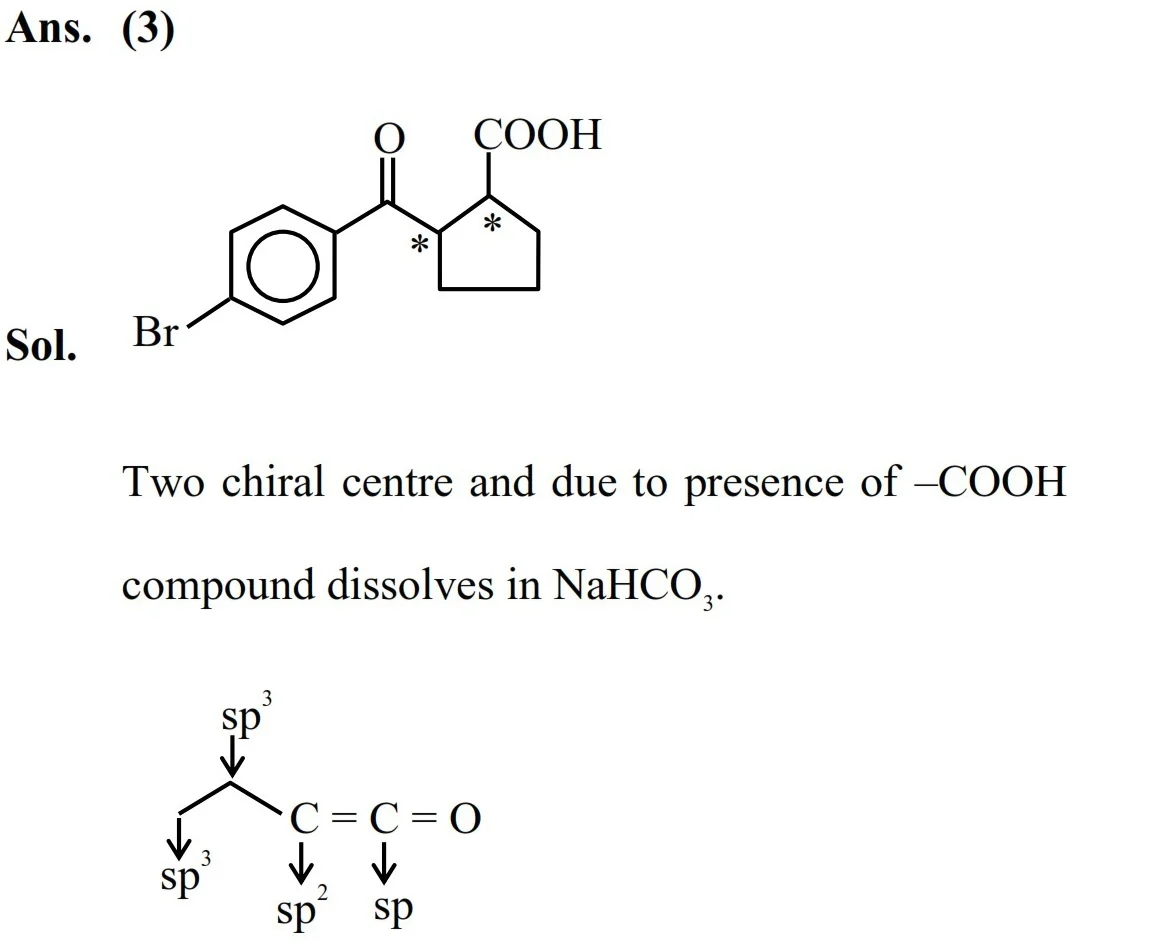 Ans. (3)
O COOH
* *
Br
Sol.
Two chiral centre and due to presence of –COOH
compound dissolves in NaHCO₃.
sp³
C = C = O
sp³
sp² sp